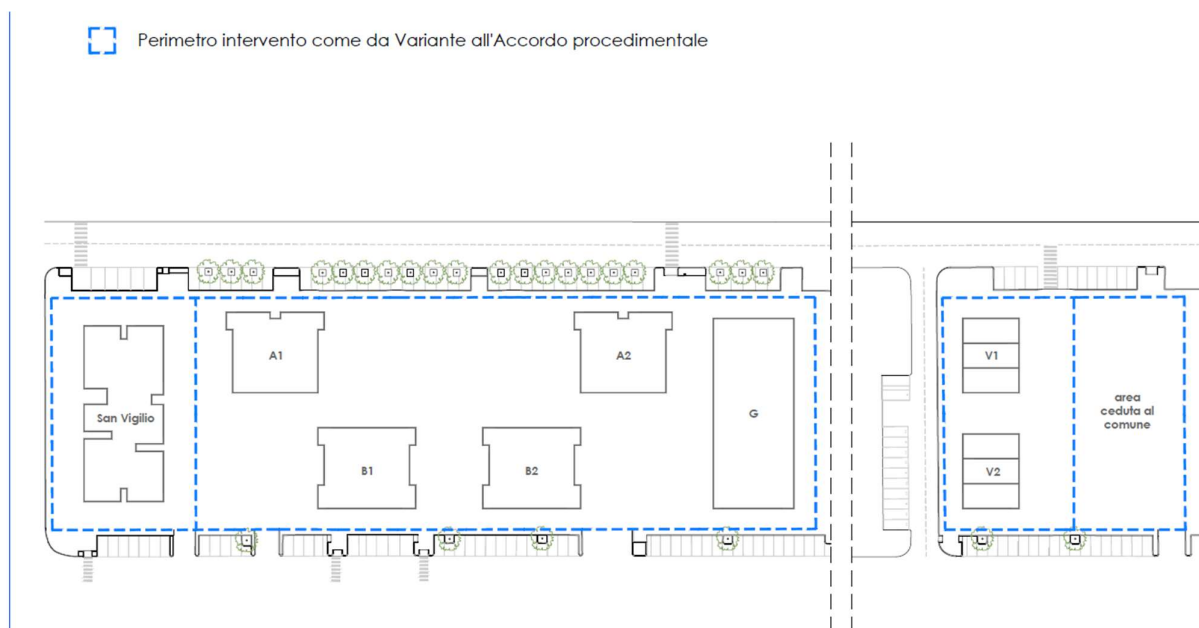 Perimetro intervento come da Variante all'Accordo procedimentale
A1
A2
V1
San Vigilio
G
area
ceduta al
comune
B1
B2
V2